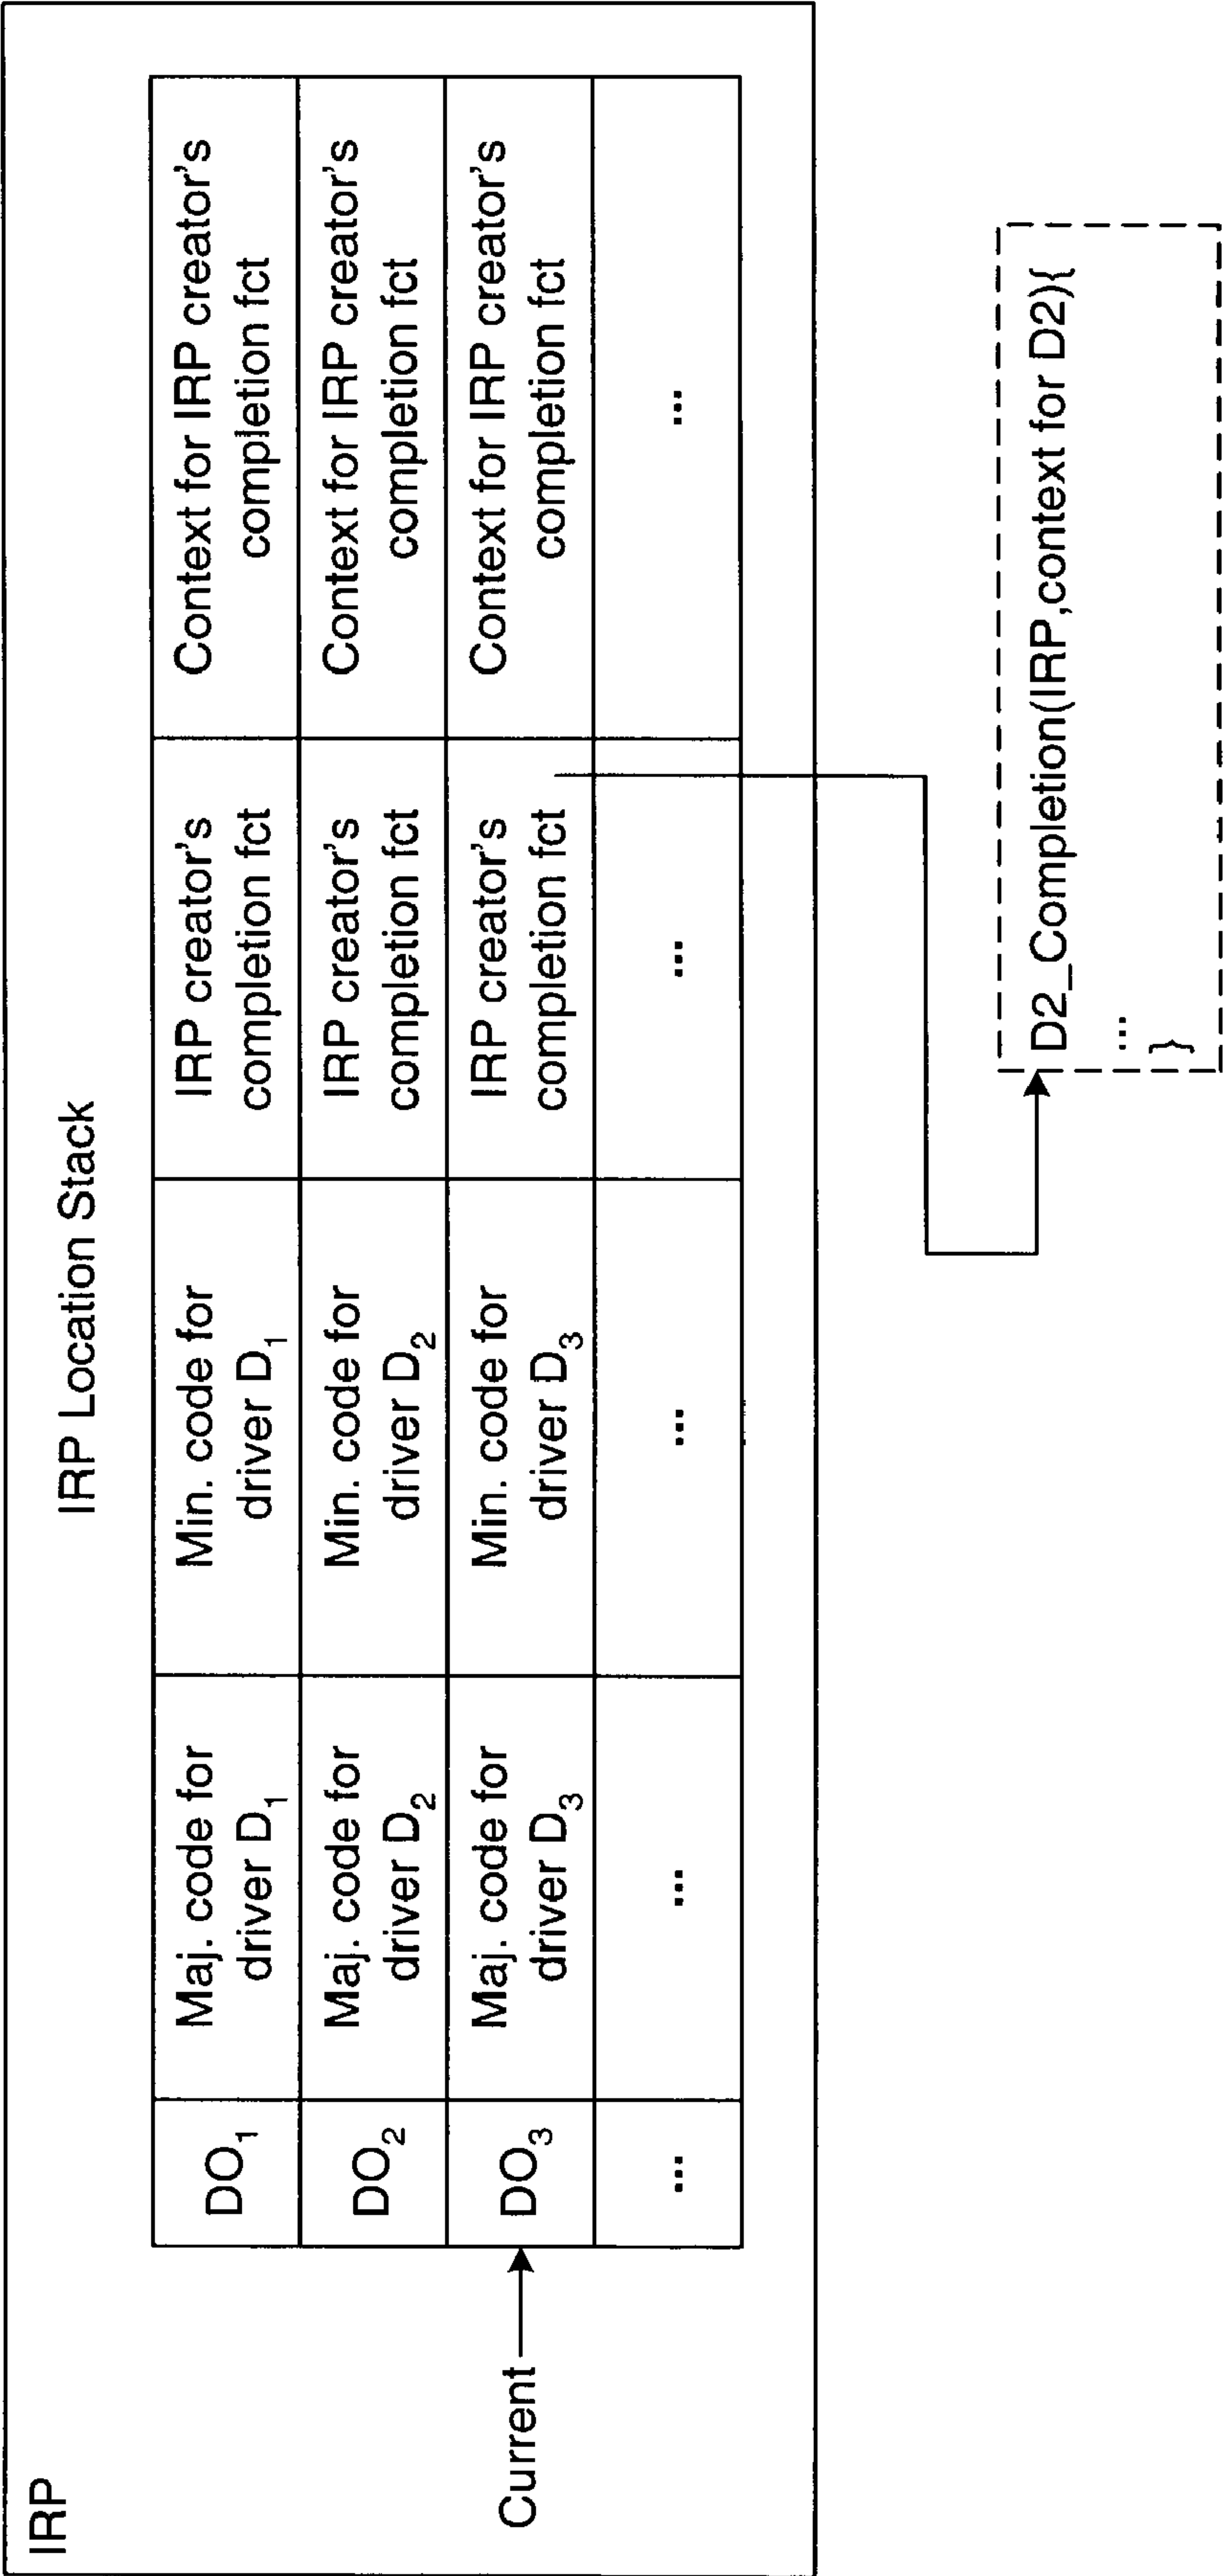 IRP
IRP Location Stack
DO1
Maj. code for
driver D1
Min. code for
driver D1
IRP creator's
completion fct
Context for IRP creator's
completion fct
DO2
Maj. code for
driver D2
Min. code for
driver D2
IRP creator's
completion fct
Context for IRP creator's
completion fct
Current
DO3
Maj. code for
driver D3
Min. code for
driver D3
IRP creator's
completion fct
Context for IRP creator's
completion fct
...
...
...
...
...
D2_Completion(IRP,context for D2){
...
}